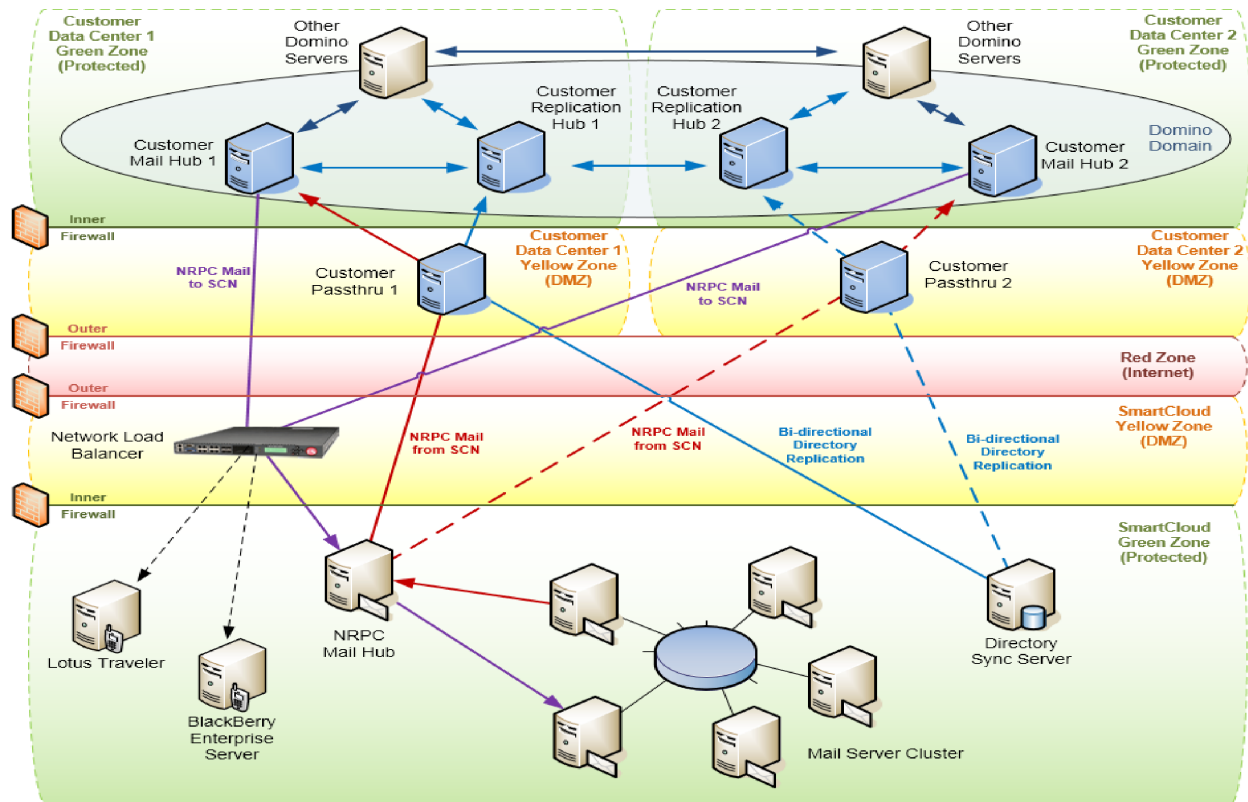 Customer
Data Center 1
Green Zone
(Protected)
Other
Domino
Servers
Other
Domino
Servers
Customer
Data Center 2
Green Zone
(Protected)
Customer
Replication
Hub 1
Customer
Replication
Hub 2
Customer
Mail Hub 1
Customer
Mail Hub 2
Domino
Domain
Inner
Firewall
Customer
Data Center 1
Yellow Zone
(DMZ)
Customer
Data Center 2
Yellow Zone
(DMZ)
NRPC Mail
to SCN
Customer
Passthru 1
NRPC Mail
to SCN
Customer
Passthru 2
Outer
Firewall
Red Zone
(Internet)
Outer
Firewall
SmartCloud
Yellow Zone
(DMZ)
Network Load
Balancer
NRPC Mail
from SCN
NRPC Mail
from SCN
Bi-directional
Directory
Replication
Bi-directional
Directory
Replication
Inner
Firewall
SmartCloud
Green Zone
(Protected)
Lotus Traveler
NRPC
Mail Hub
Directory
Sync Server
BlackBerry
Enterprise
Server
Mail Server Cluster